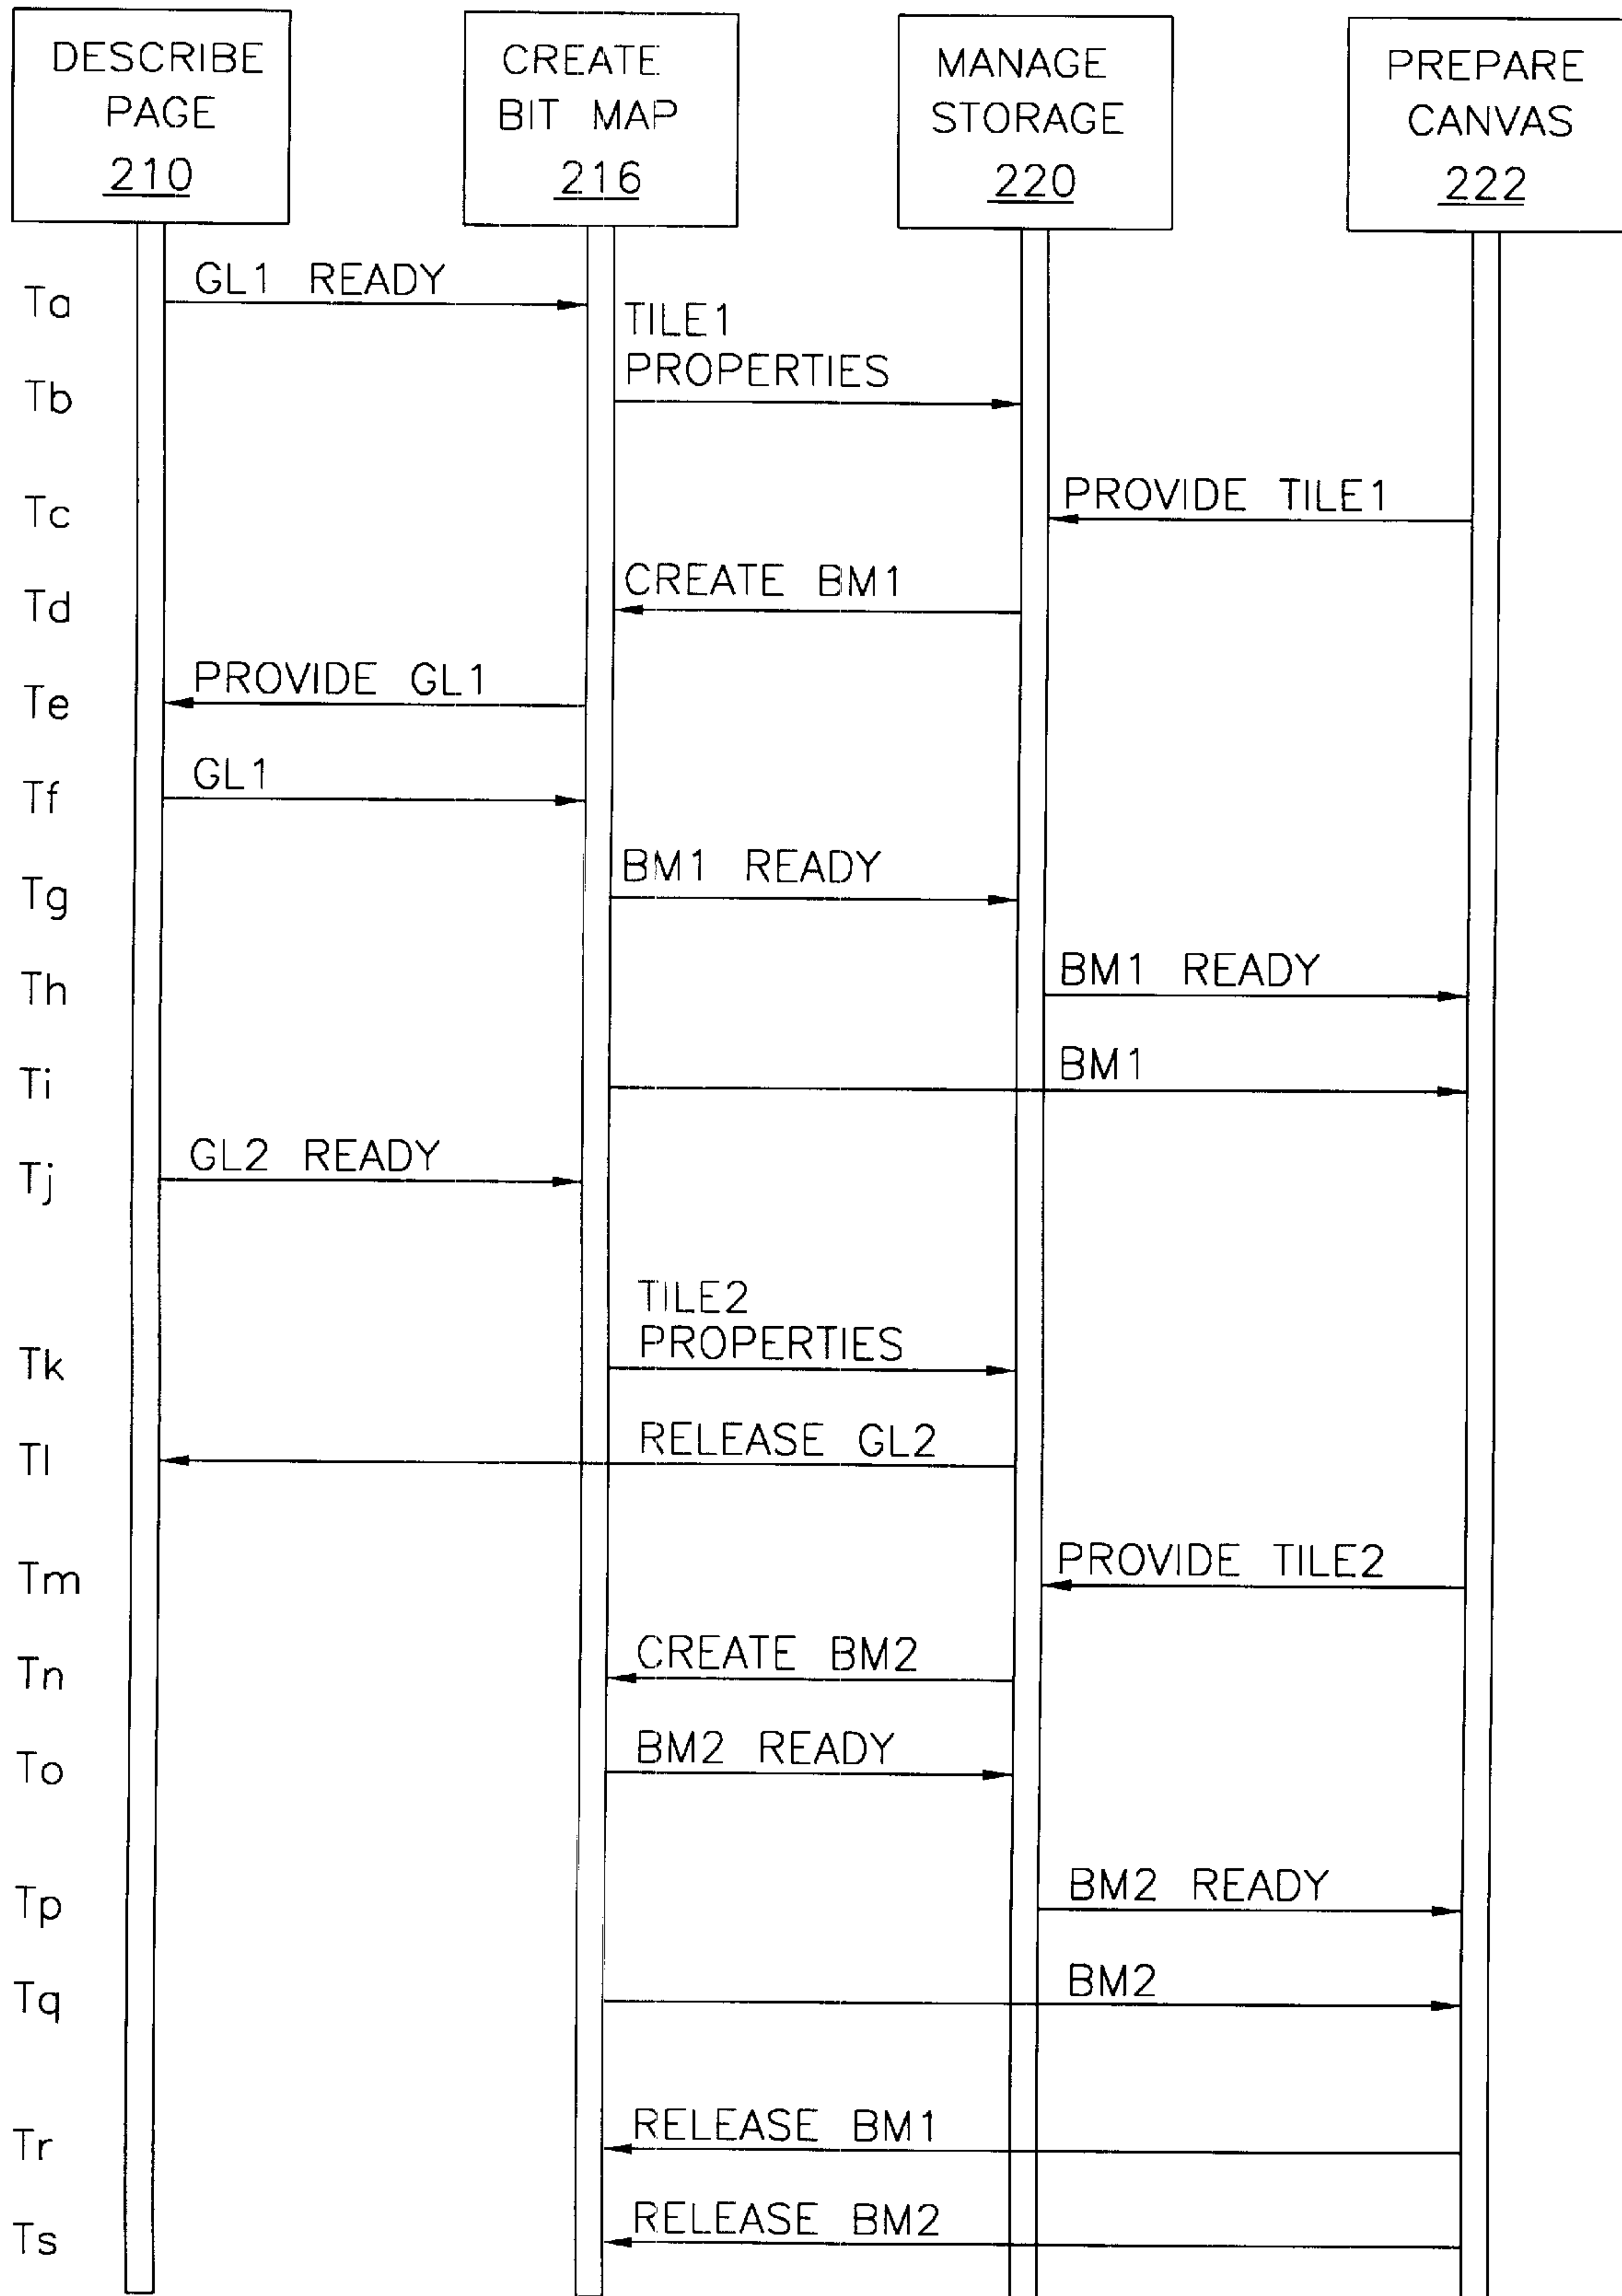 DESCRIBE
PAGE
210
CREATE
BIT MAP
216
MANAGE
STORAGE
220
PREPARE
CANVAS
222
Ta
GL1 READY
TILE1
PROPERTIES
Tb
Tc
PROVIDE TILE1
Td
CREATE BM1
Te
PROVIDE GL1
Tf
GL1
Tg
BM1 READY
Th
BM1 READY
Ti
BM1
Tj
GL2 READY
TILE2
PROPERTIES
Tk
Tl
RELEASE GL2
Tm
PROVIDE TILE2
Tn
CREATE BM2
To
BM2 READY
Tp
BM2 READY
Tq
BM2
Tr
RELEASE BM1
Ts
RELEASE BM2